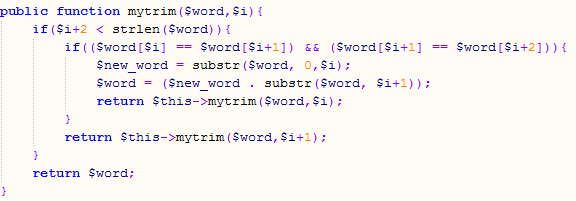 public function mytrim($word,$i){
if($i+2 < strlen($word)){
if(($word[$i] == $word[$i+1]) && ($word[$i+1] == $word[$i+2])){
$new_word = substr($word, 0,$i);
$word = ($new_word . substr($word, $i+1));
return $this->mytrim($word,$i);
}
return $this->mytrim($word,$i+1);
}
return $word;
}